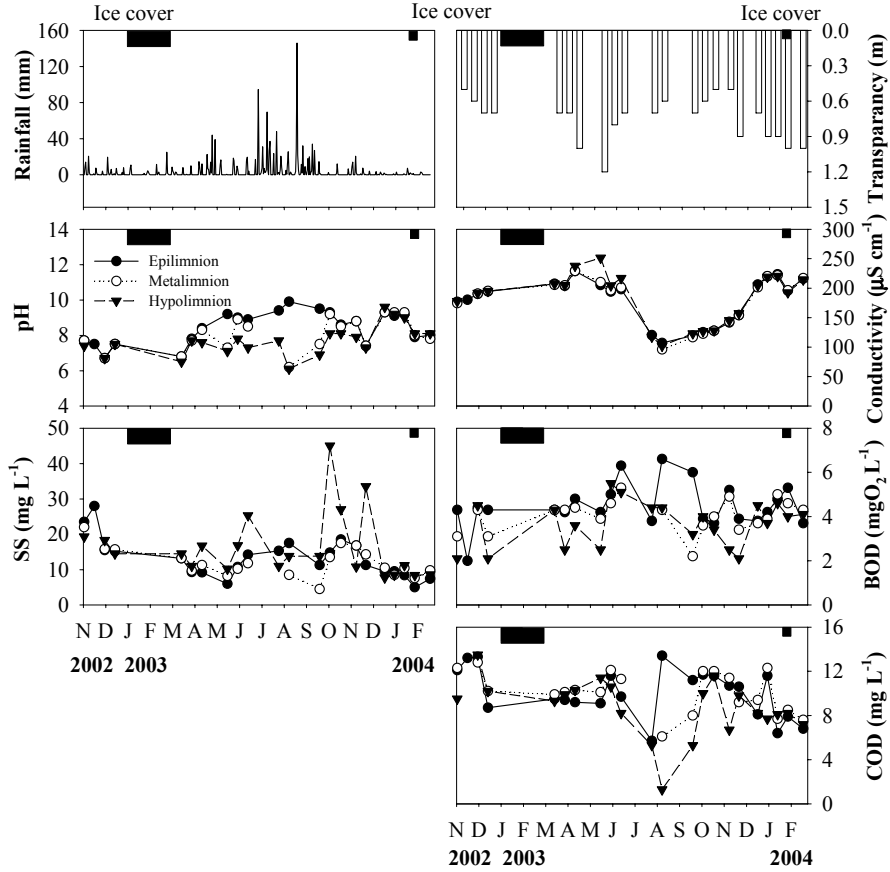 Ice cover
Ice cover
Ice cover
Rainfall (mm)
160
120
80
40
0
Transparancy (m)
0.0
0.3
0.6
0.9
1.2
1.5
pH
14
12
10
8
6
4
Epilimnion
Metalimnion
Hypolimnion
Conductivity (µS cm⁻¹)
300
250
200
150
100
50
0
SS (mg L⁻¹)
50
40
30
20
10
0
N D J F M A M J J A S O N D J F
2002 2003 2004
BOD (mgO₂ L⁻¹)
8
6
4
2
0
COD (mg L⁻¹)
16
12
8
4
0
N D J F M A M J J A S O N D J F
2002 2003 2004